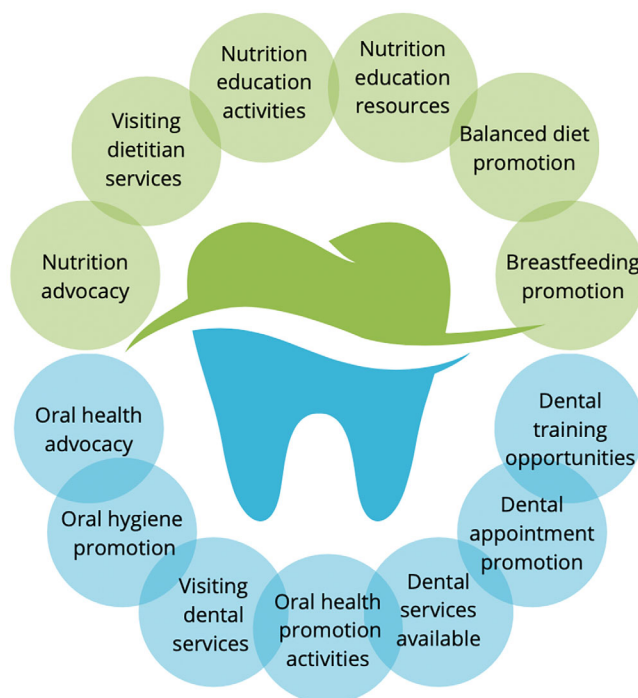 Nutrition
education
activities
Nutrition
education
resources
Visiting
dietitian
services
Balanced diet
promotion
Nutrition
advocacy
Breastfeeding
promotion
Oral health
advocacy
Dental
training
opportunities
Oral hygiene
promotion
Dental
appointment
promotion
Visiting
dental
services
Oral health
promotion
activities
Dental
services
available